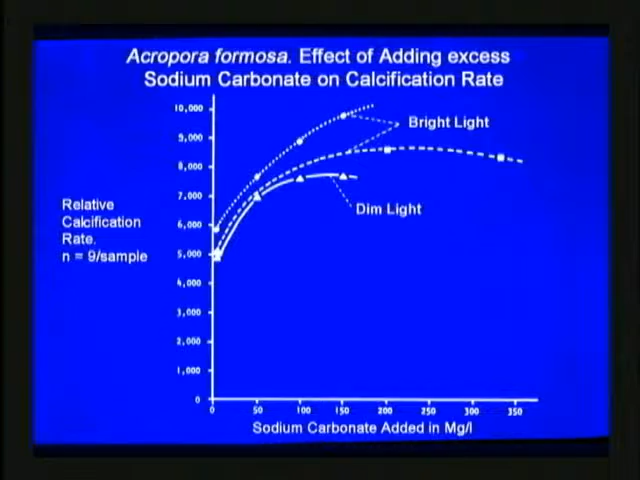 Acropora formosa. Effect of Adding excess
Sodium Carbonate on Calcification Rate
10,000
9,000
8,000
7,000
6,000
5,000
4,000
3,000
2,000
1,000
0
Relative
Calcification
Rate.
n = 9/sample
Bright Light
Dim Light
0 50 100 150 200 250 300 350
Sodium Carbonate Added in Mg/l